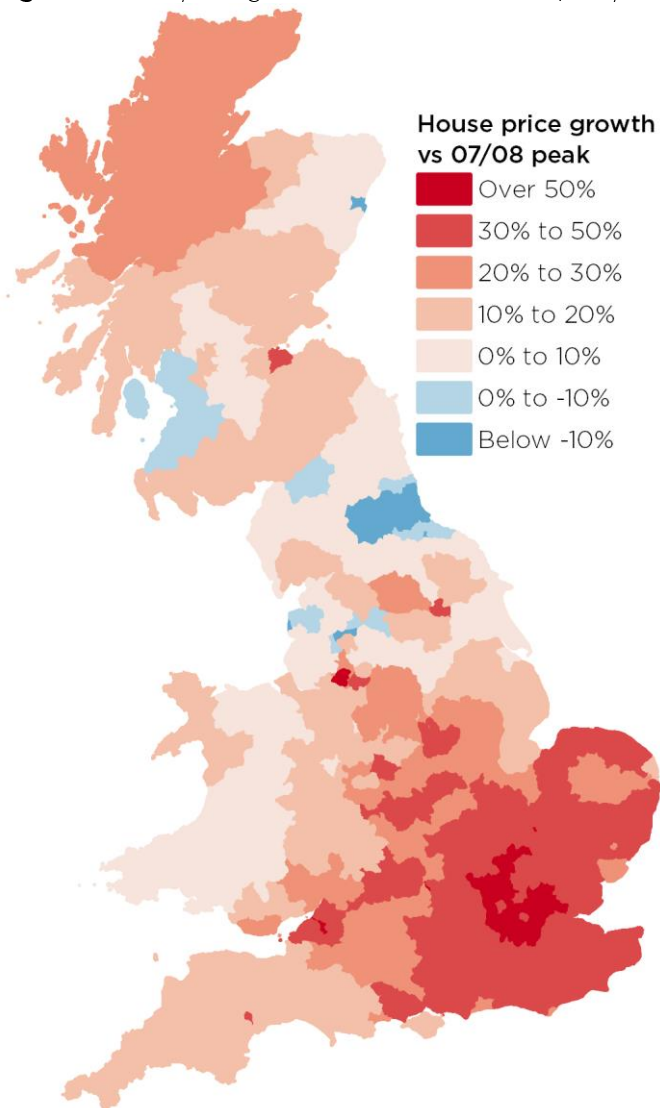 House price growth
vs 07/08 peak
Over 50%
30% to 50%
20% to 30%
10% to 20%
0% to 10%
0% to -10%
Below -10%